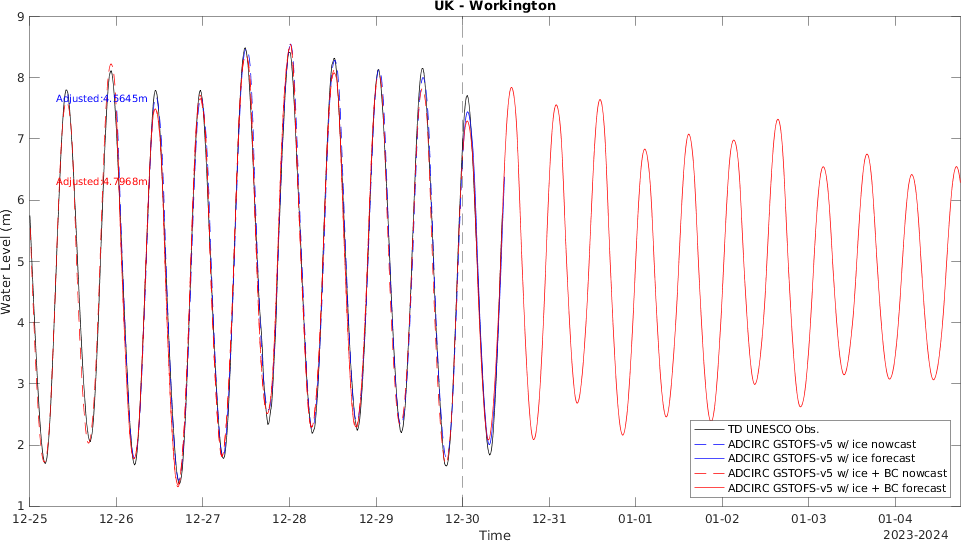 UK - Workington
9
8
7
6
5
4
3
2
1
Water Level (m)
Adjusted:4.5645m
Adjusted:4.7968m
TD UNESCO Obs.
ADCIRC GSTOFS-v5 w/ ice nowcast
ADCIRC GSTOFS-v5 w/ ice forecast
ADCIRC GSTOFS-v5 w/ ice + BC nowcast
ADCIRC GSTOFS-v5 w/ ice + BC forecast
12-25 12-26 12-27 12-28 12-29 12-30 12-31 01-01 01-02 01-03 01-04
Time
2023-2024